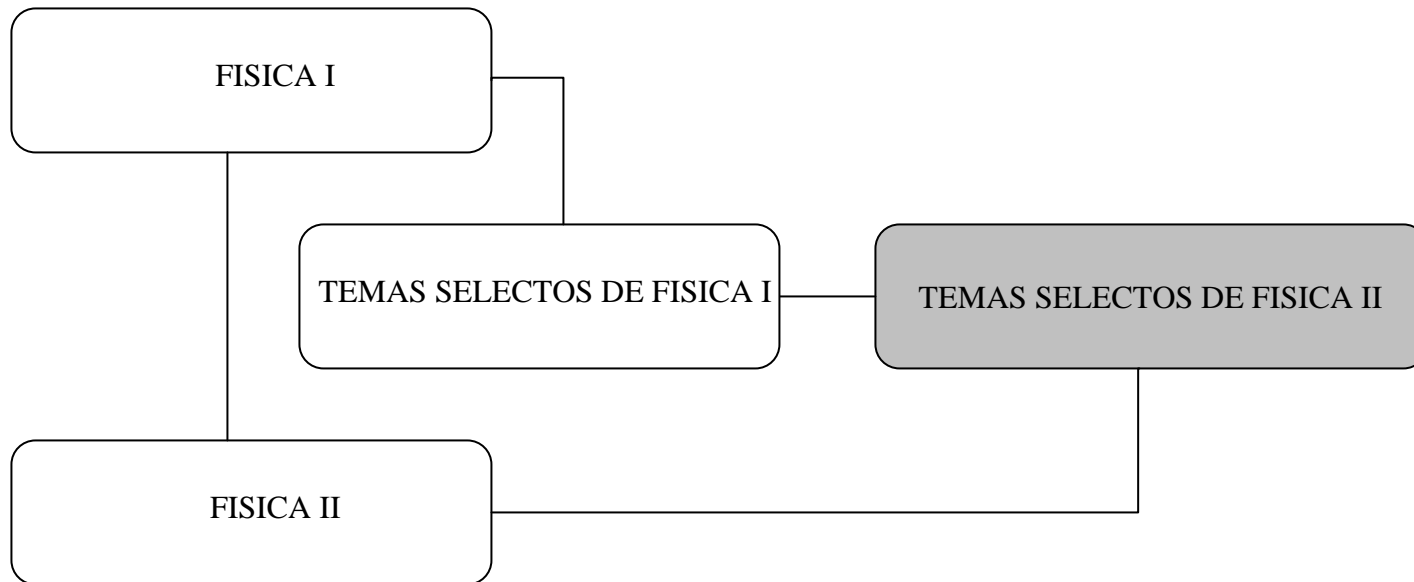 FISICA I
TEMAS SELECTOS DE FISICA I
TEMAS SELECTOS DE FISICA II
FISICA II